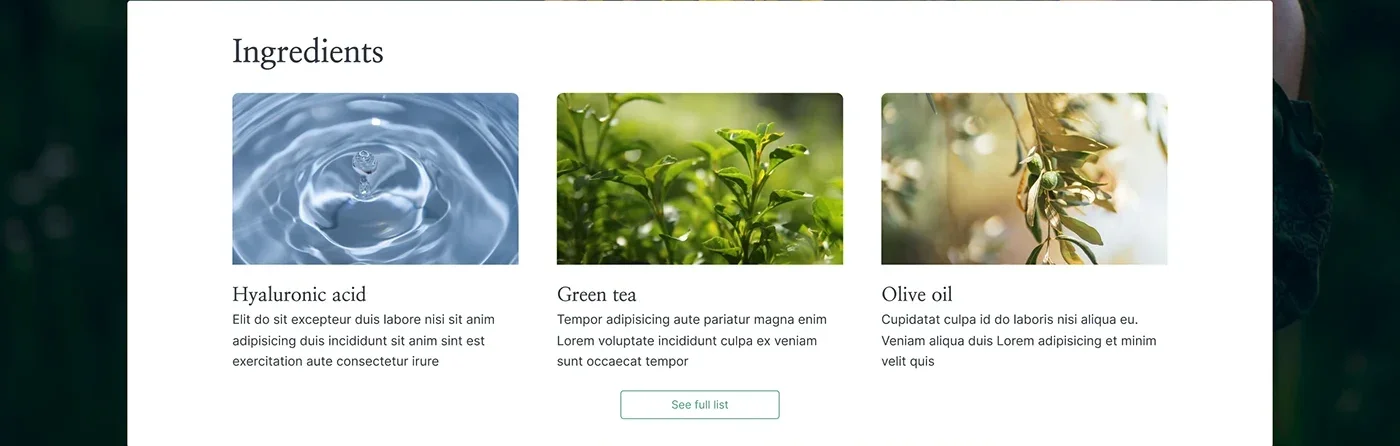 Ingredients
Hyaluronic acid
Elit do sit excepteur duis labore nisi sit anim
adipisicing duis incididunt sit anim sint est
exercitation aute consectetur irure
Green tea
Tempor adipisicing aute pariatur magna enim
Lorem voluptate incididunt culpa ex veniam
sunt occaecat tempor
Olive oil
Cupidatat culpa id do laboris nisi aliqua eu.
Veniam aliqua duis Lorem adipisicing et minim
velit quis
See full list